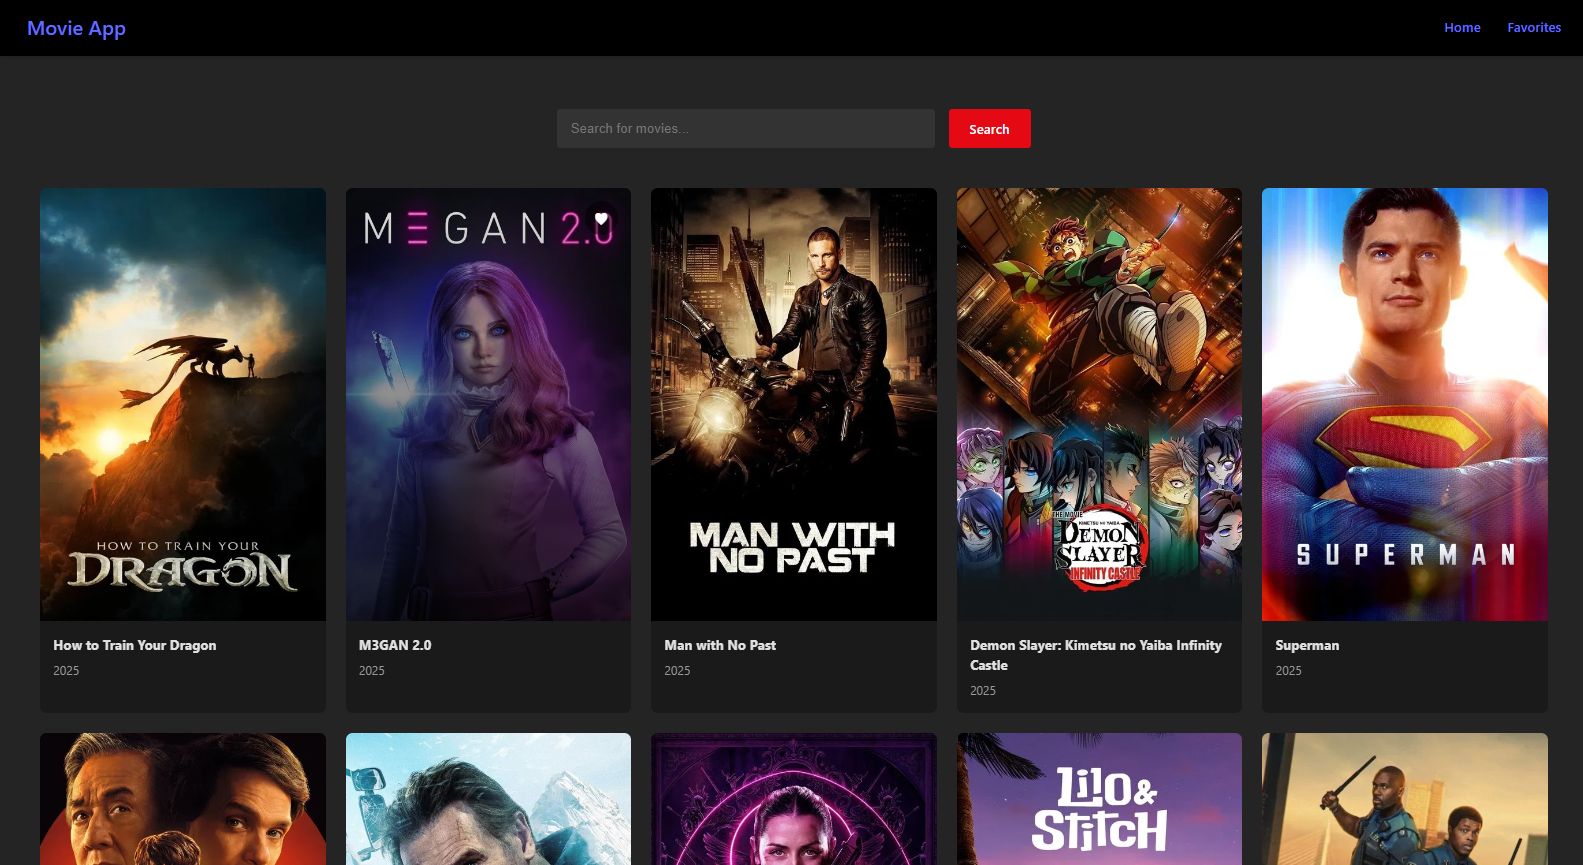 Movie App
Home
Favorites
Search for movies...
Search
M3GAN 2.0
HOW TO TRAIN YOUR
DRAGON
MAN WITH
NO PAST
THE MOVIE
KIMETSU NO YAIBA
DEMON
SLAYER
INFINITY CASTLE
SUPERMAN
How to Train Your Dragon
2025
M3GAN 2.0
2025
Man with No Past
2025
Demon Slayer: Kimetsu no Yaiba Infinity
Castle
2025
Superman
2025
Lilo &
Stitch